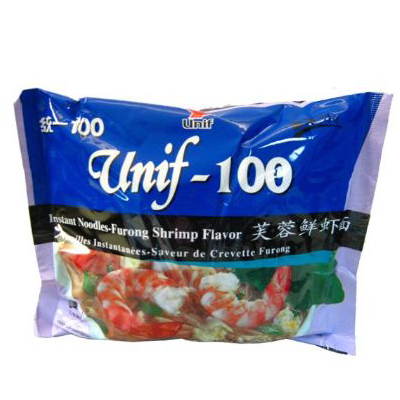 Unif
统一100
Unif-100
Instant Noodles-Furong Shrimp Flavor
芙蓉鲜虾面
Instantanées-Saveur de Crevette Furong